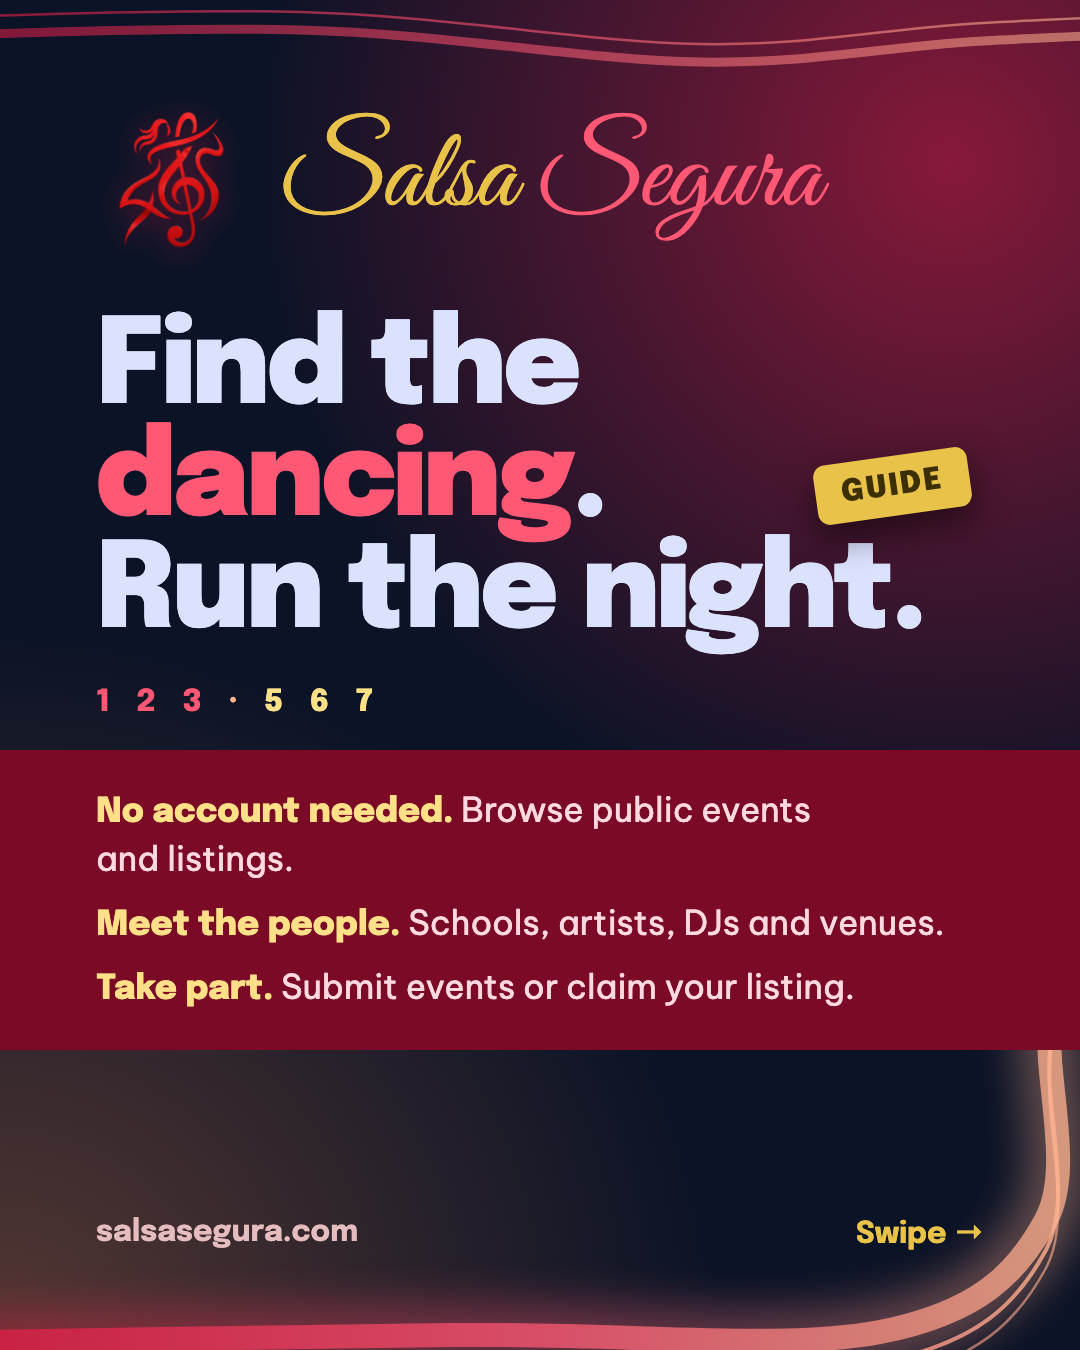 Salsa Segura
Find the
dancing.
GUIDE
Run the night.
1 2 3 · 5 6 7
No account needed. Browse public events
and listings.
Meet the people. Schools, artists, DJs and venues.
Take part. Submit events or claim your listing.
salsasegura.com
Swipe →